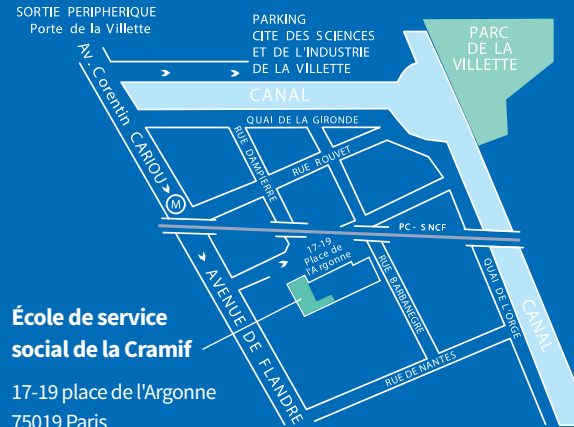 SORTIE PERIPHERIQUE
Porte de la Villette
PARKING
CITE DES SCIENCES
ET DE L'INDUSTRIE
DE LA VILLETTE
PARC
DE LA
VILLETTE
Av. Corentin CARIOU
CANAL
QUAI DE LA GIRONDE
RUE DAMPIERRE
RUE ROUVET
M
PC - SNCF
17-19
Place de
l'Argonne
AVENUE DE FLANDRE
RUE BARBANEGRE
QUAI DE L'ORGE
CANAL
RUE DE NANTES
École de service
social de la Cramif
17-19 place de l'Argonne
75019 Paris